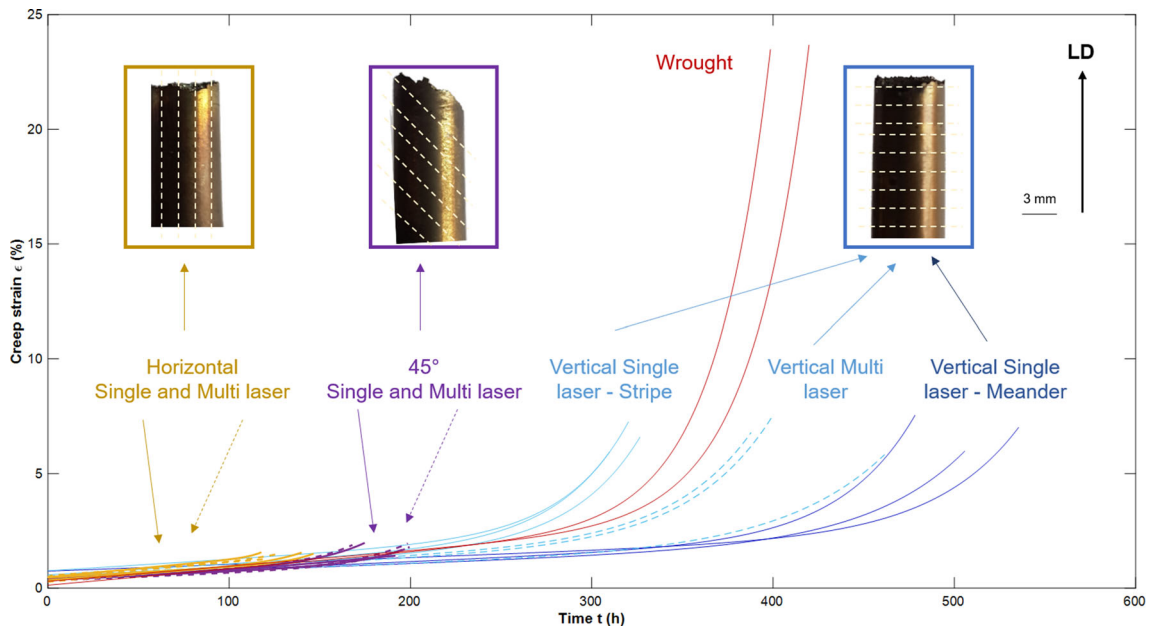 25
20
15
10
5
0
Creep strain ϵ (%)
Wrought
LD
3 mm
Horizontal
Single and Multi laser
45°
Single and Multi laser
Vertical Single
laser - Stripe
Vertical Multi
laser
Vertical Single
laser - Meander
0 100 200 300 400 500 600
Time t (h)